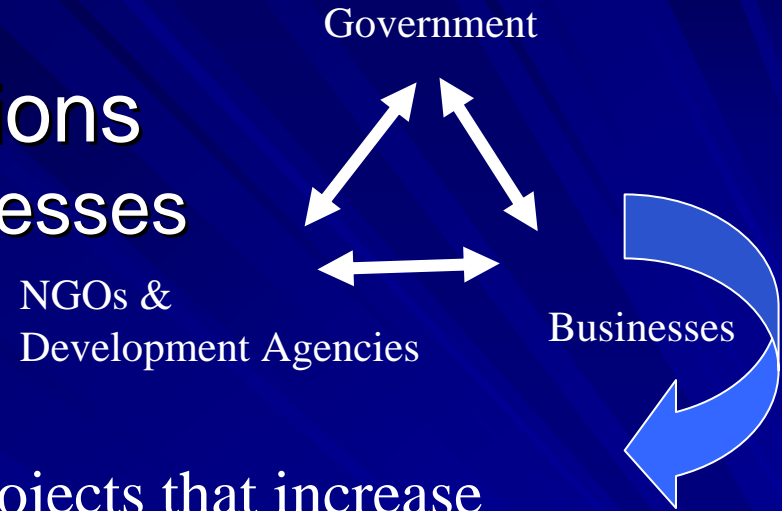 Government
ions
esses
NGOs &
Development Agencies
Businesses
ojects that increase